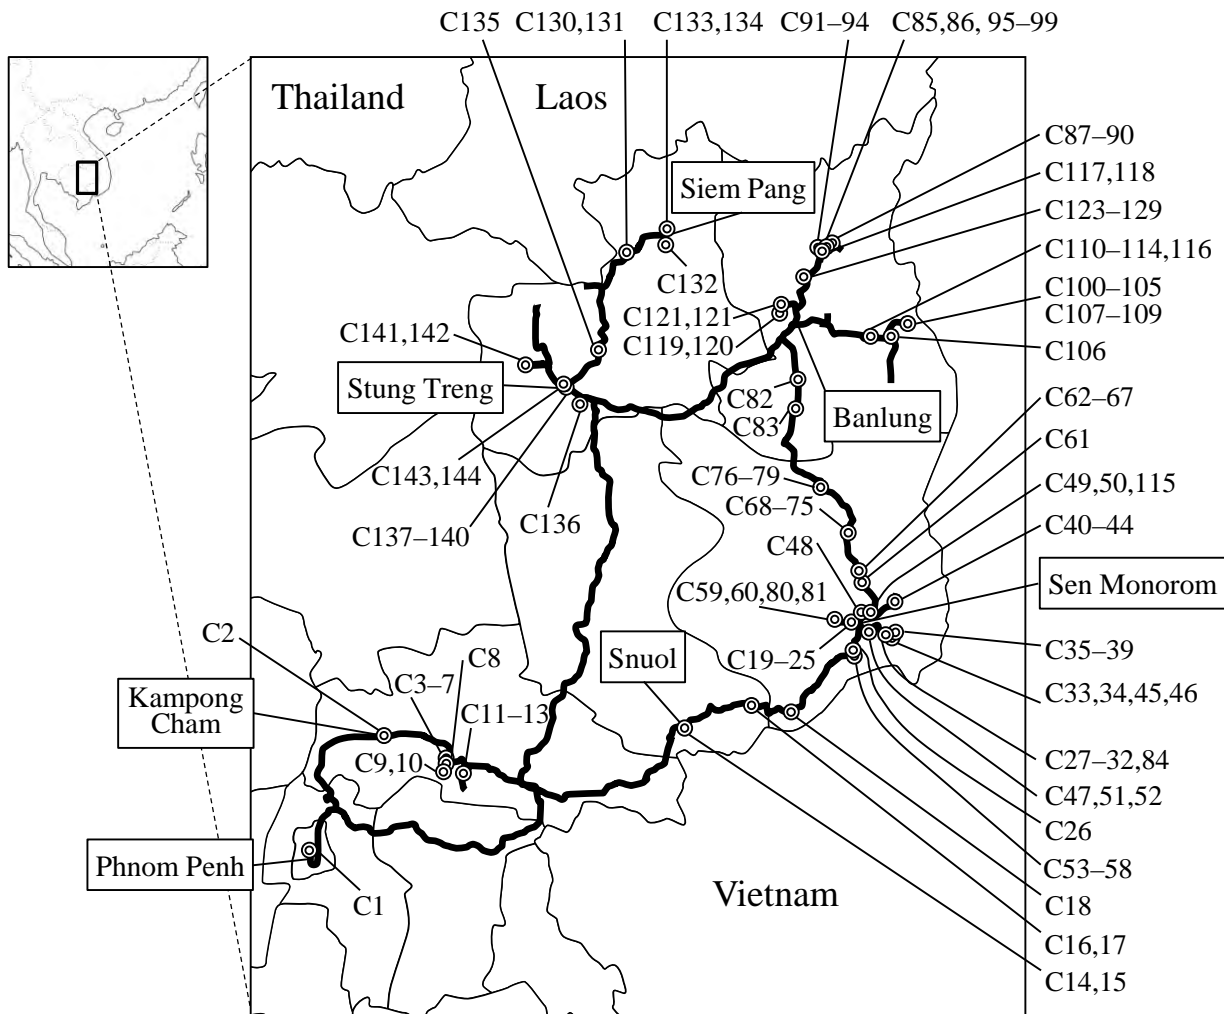 C135
C130,131
C133,134
C91–94
C85,86, 95–99
Thailand
Laos
C87–90
C117,118
Siem Pang
C123–129
C110–114,116
C132
C100–105
C107–109
C121,121
C141,142
C119,120
C106
Stung Treng
C82
C62–67
C83
Banlung
C61
C143,144
C76–79
C49,50,115
C68–75
C40–44
C137–140
C136
C48
Sen Monorom
C59,60,80,81
C2
C8
Snuol
C19–25
C35–39
C3–7
Kampong
Cham
C11–13
C33,34,45,46
C9,10
C27–32,84
C47,51,52
C26
Phnom Penh
C53–58
Vietnam
C1
C18
C16,17
C14,15